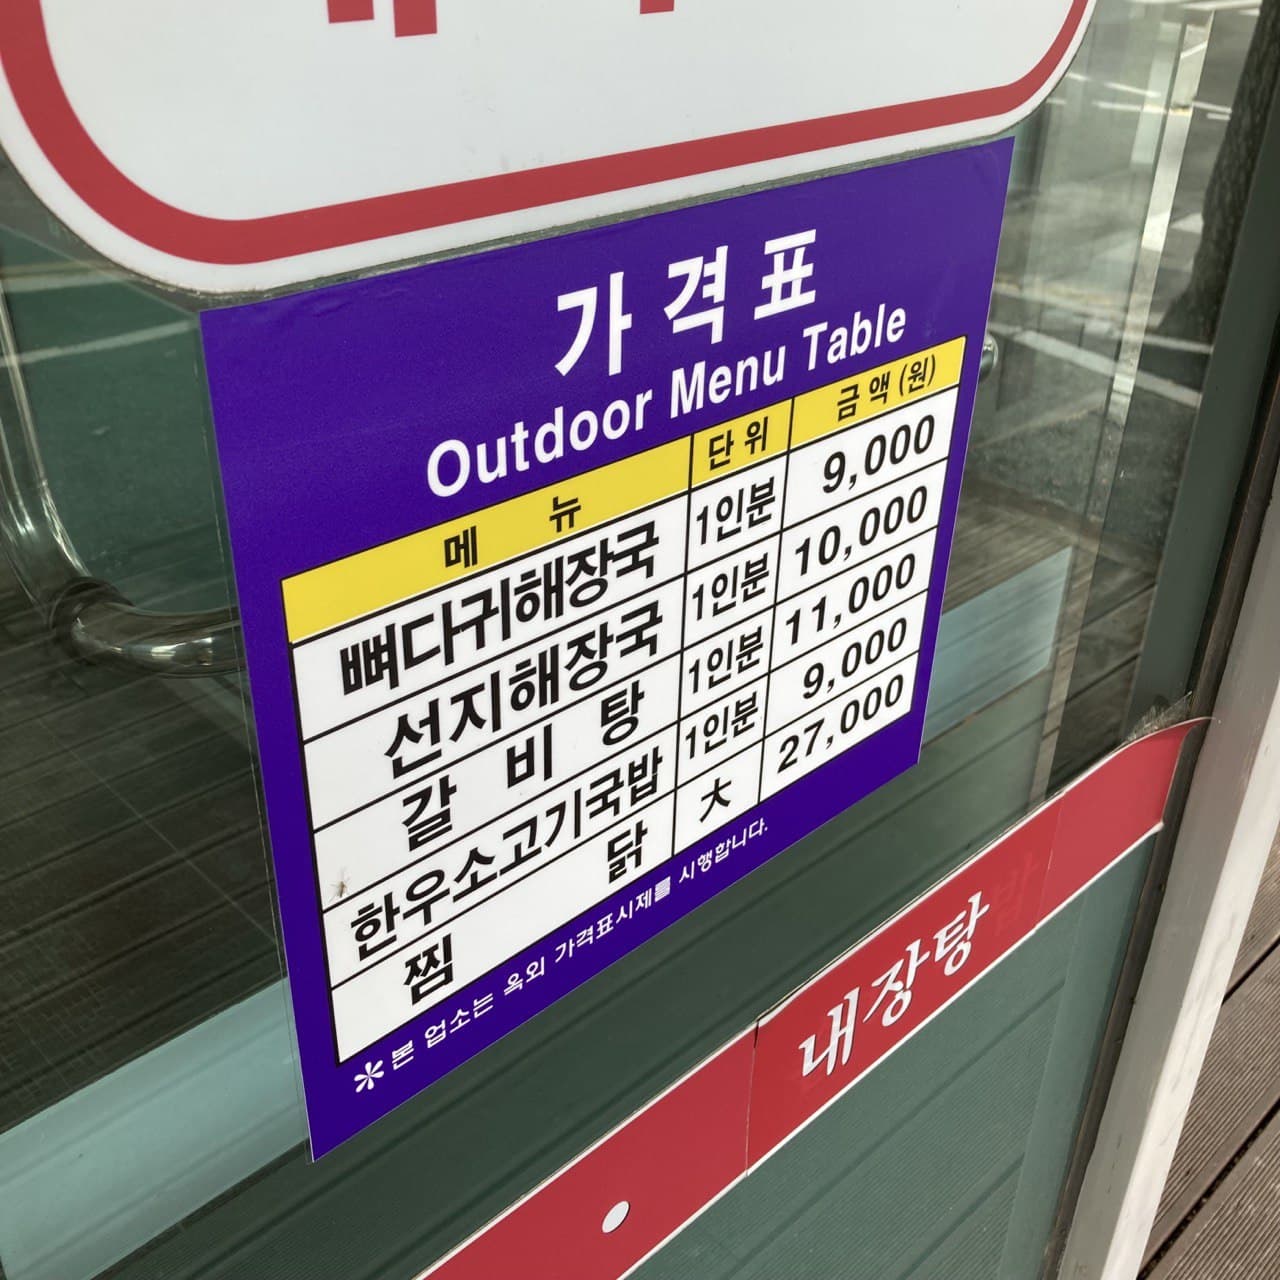 가격표
Outdoor Menu Table
메 뉴 단위 금액(원)
뼈다귀해장국 1인분 9,000
선지해장국 1인분 10,000
갈 비 탕 1인분 11,000
한우소고기국밥 1인분 9,000
찜 닭 大 27,000
*본 업소는 옥외 가격표시제를 시행합니다.
내장탕